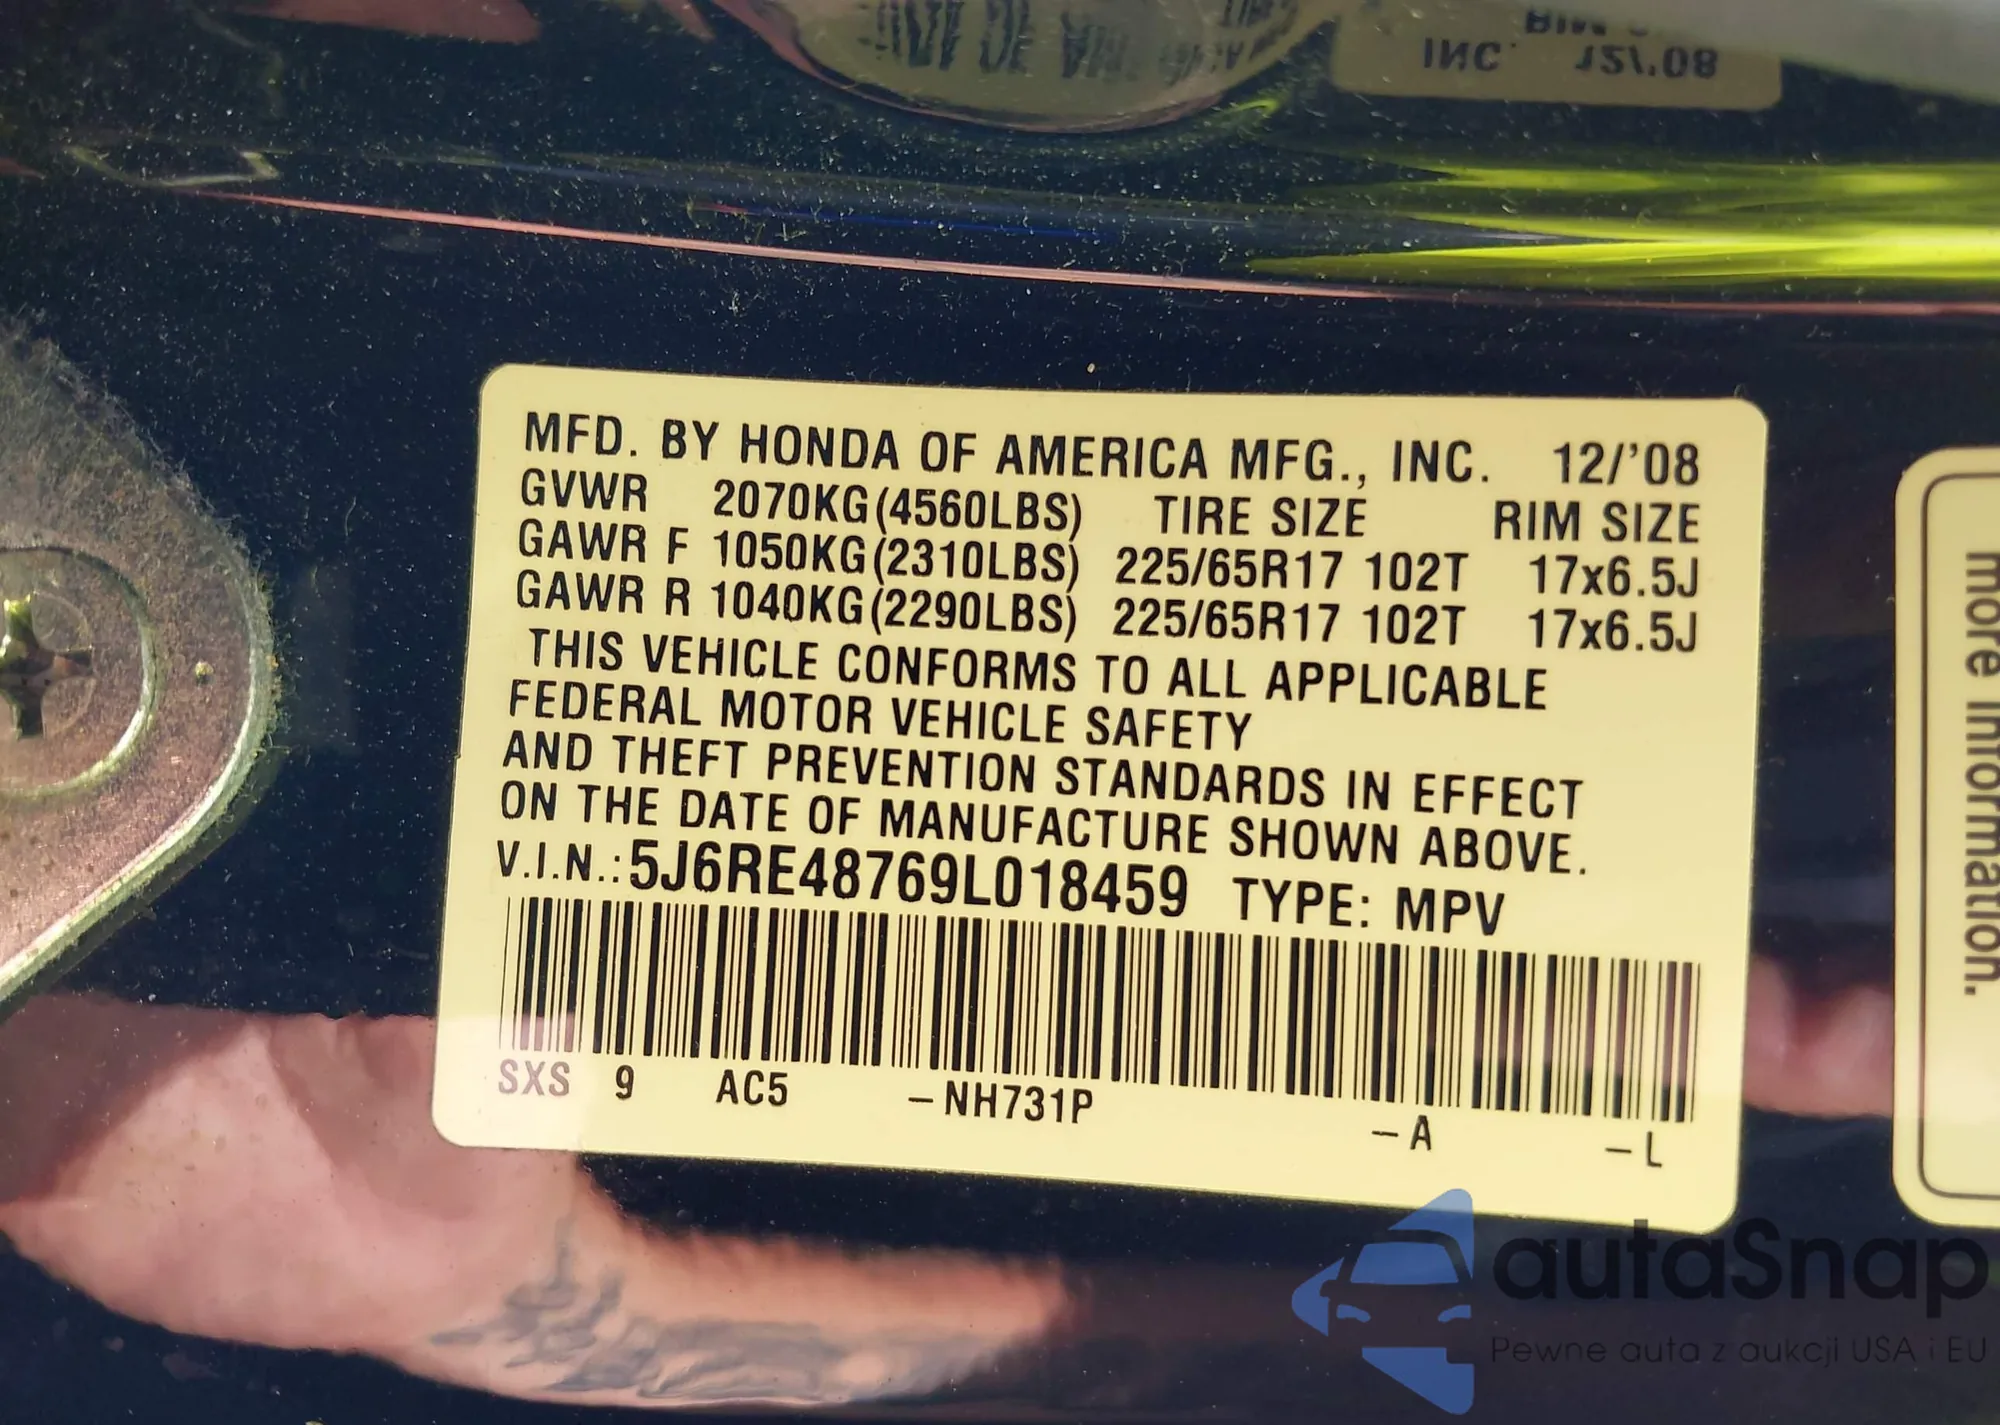 MFD. BY HONDA OF AMERICA MFG., INC. 12/'08
GVWR 2070KG(4560LBS) TIRE SIZE RIM SIZE
GAWR F 1050KG(2310LBS) 225/65R17 102T 17x6.5J
GAWR R 1040KG(2290LBS) 225/65R17 102T 17x6.5J
THIS VEHICLE CONFORMS TO ALL APPLICABLE
FEDERAL MOTOR VEHICLE SAFETY
AND THEFT PREVENTION STANDARDS IN EFFECT
ON THE DATE OF MANUFACTURE SHOWN ABOVE.
V.I.N.:5J6RE48769L018459 TYPE: MPV
SXS 9 AC5 –NH731P –A –L
more information.
autaSnap
Pewne auta z aukcji USA i EU